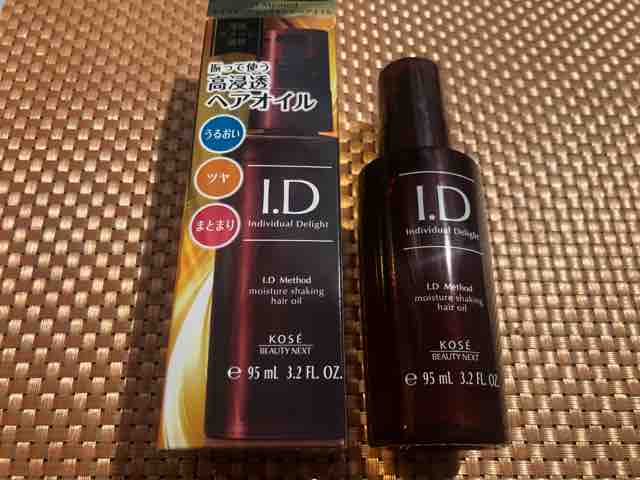 振って使う
高浸透
ヘアオイル
うるおい
ツヤ
まとまり
I.D
Individual Delight
I.D Method
moisture shaking
hair oil
KOSÉ
BEAUTY NEXT
℮ 95 mL 3.2 FL. OZ.
I.D
Individual Delight
I.D Method
moisture shaking
hair oil
KOSÉ
BEAUTY NEXT
℮ 95 mL 3.2 FL. OZ.